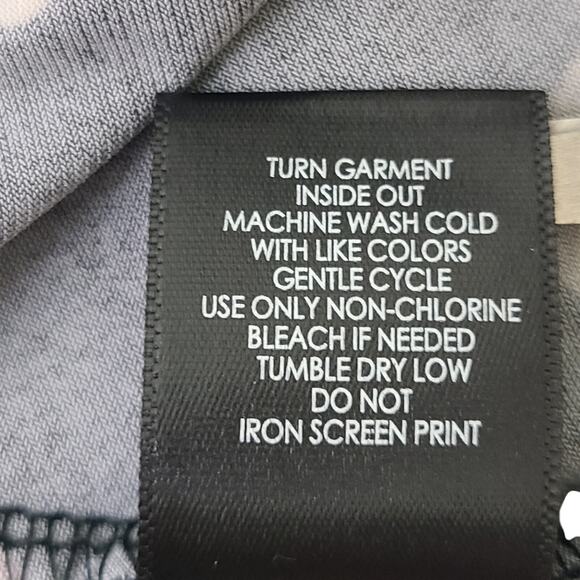 TURN GARMENT
INSIDE OUT
MACHINE WASH COLD
WITH LIKE COLORS
GENTLE CYCLE
USE ONLY NON-CHLORINE
BLEACH IF NEEDED
TUMBLE DRY LOW
DO NOT
IRON SCREEN PRINT